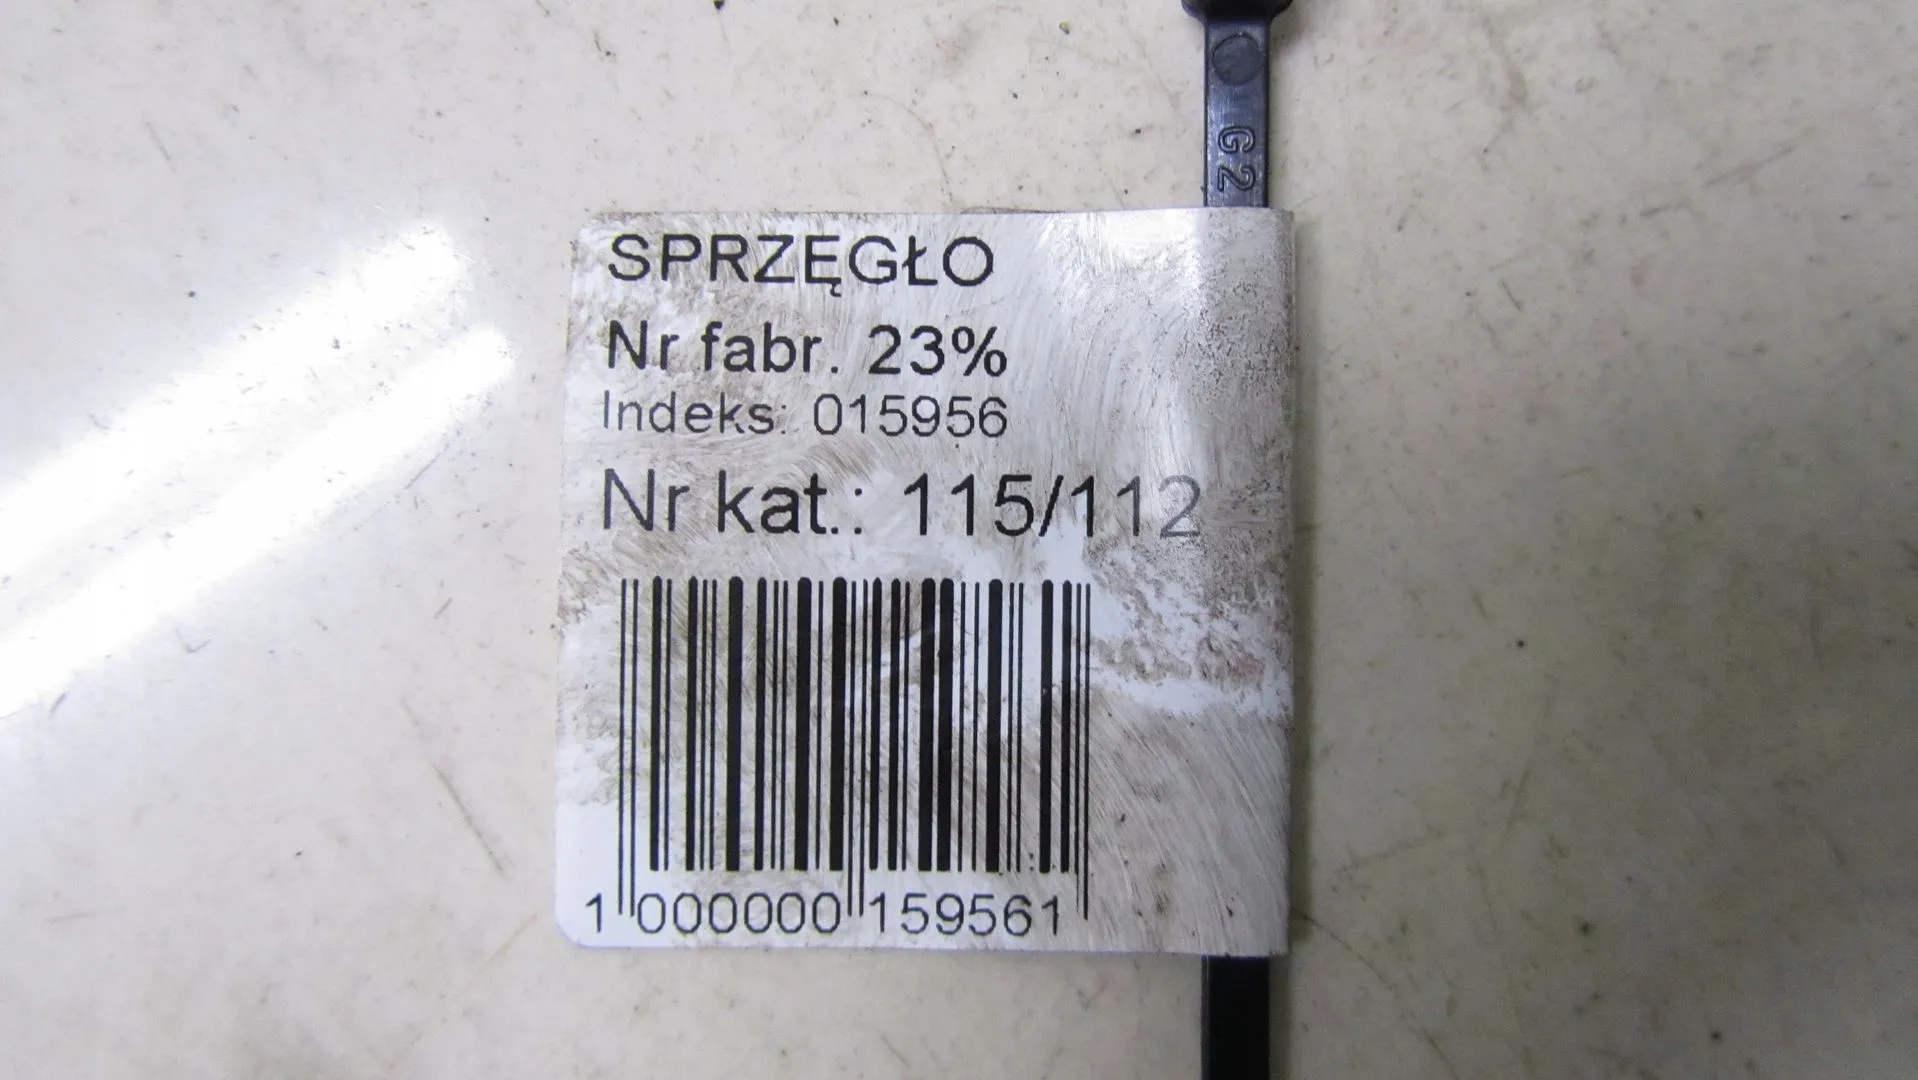 G2
SPRZĘGŁO
Nr fabr. 23%
Indeks: 015956
Nr kat.: 115/112
1 000000 159561